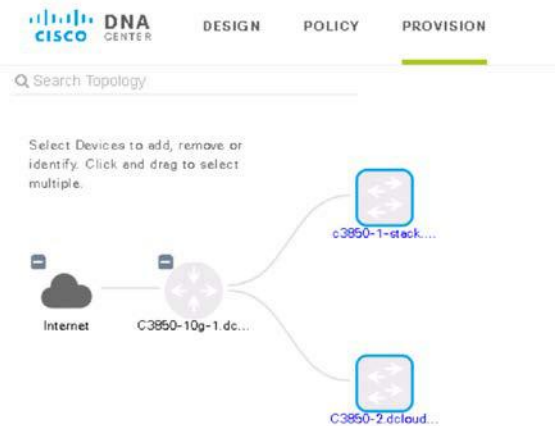 CISCO DNA CENTER
DESIGN
POLICY
PROVISION
Search Topology
Select Devices to add, remove or
identify. Click and drag to select
multiple.
c3850-1-stack....
Internet
C3850-10g-1.dc...
C3850-2.dcloud...